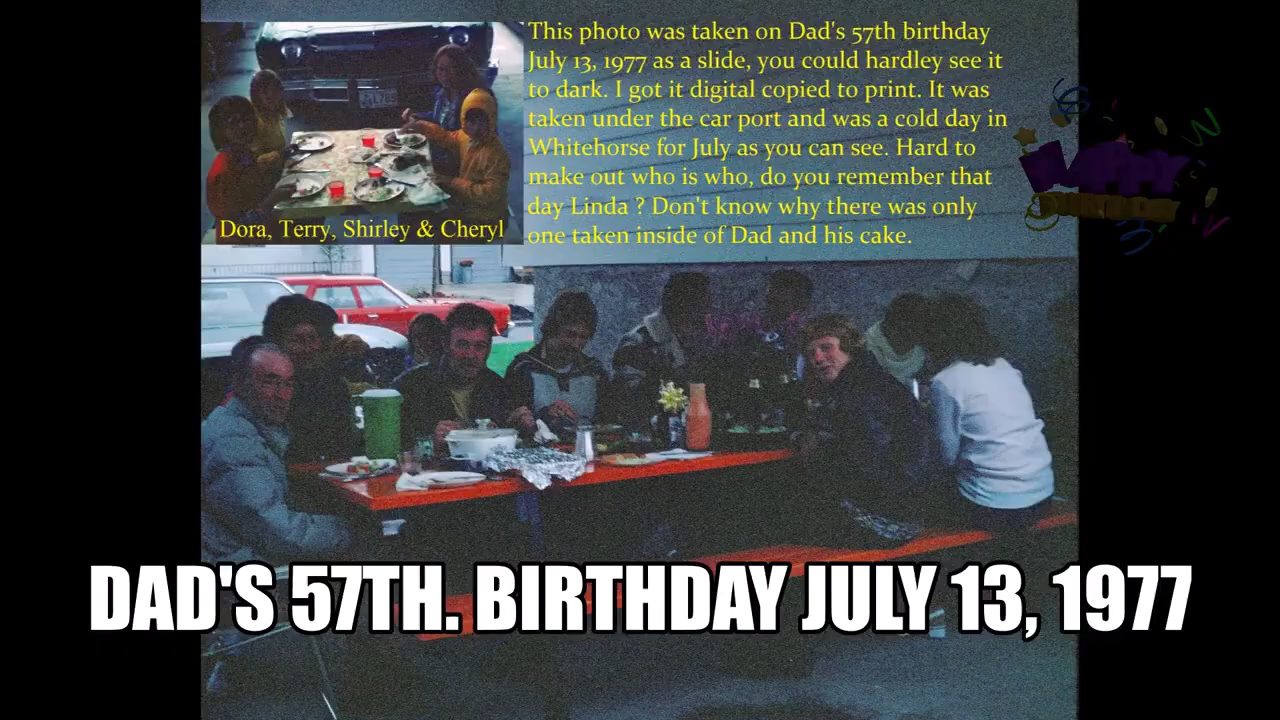 This photo was taken on Dad's 57th birthday
July 13, 1977 as a slide, you could hardley see it
to dark. I got it digital copied to print. It was
taken under the car port and was a cold day in
Whitehorse for July as you can see. Hard to
make out who is who, do you remember that
day Linda ? Don't know why there was only
one taken inside of Dad and his cake.
Dora, Terry, Shirley & Cheryl
HAPPY
BIRTHDAY
DAD'S 57TH. BIRTHDAY JULY 13, 1977